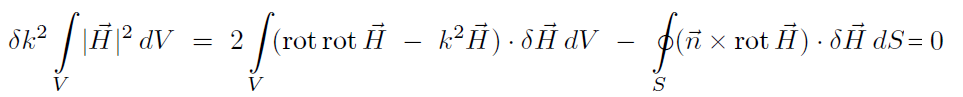 δk² ∫_V |H⃗|² dV = 2 ∫_V (rot rot H⃗ − k²H⃗) · δH⃗ dV − ∮_S (n⃗ × rot H⃗) · δH⃗ dS = 0